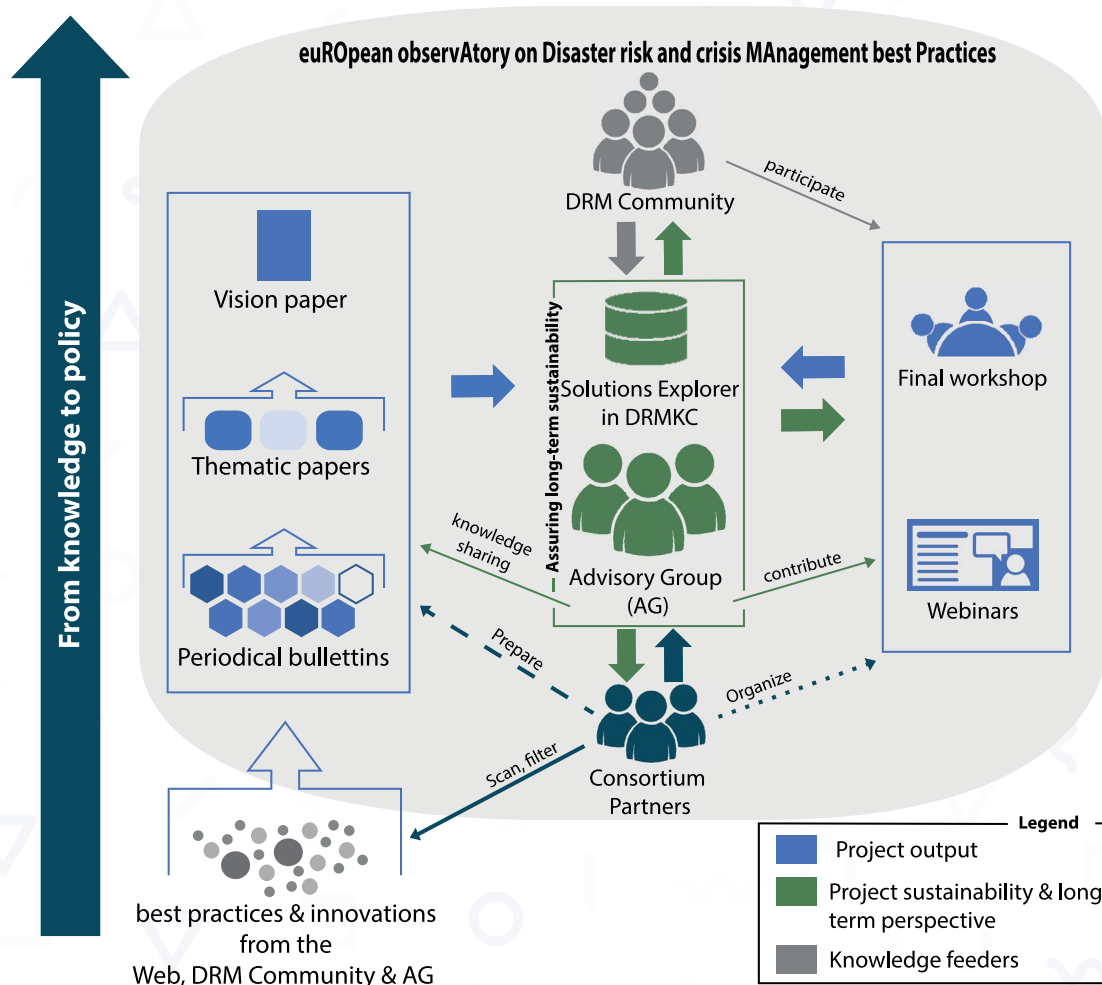 euROpean observAtory on Disaster risk and crisis MAnagement best Practices
From knowledge to policy
DRM Community
participate
Vision paper
Thematic papers
Periodical bullettins
Assuring long-term sustainability
Solutions Explorer
in DRMKC
Advisory Group
(AG)
Final workshop
Webinars
knowledge
sharing
contribute
Prepare
Organize
Scan, filter
Consortium
Partners
best practices & innovations
from the
Web, DRM Community & AG
Legend
Project output
Project sustainability & long
term perspective
Knowledge feeders